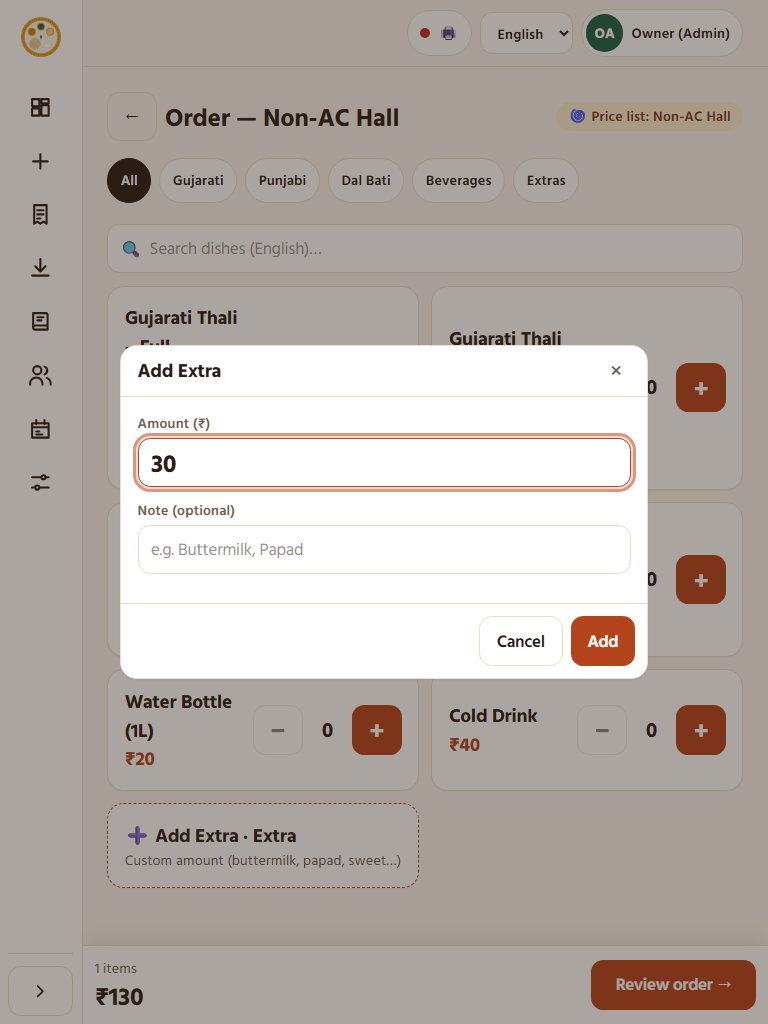 English
OA
Owner (Admin)
←
Order — Non-AC Hall
Price list: Non-AC Hall
All
Gujarati
Punjabi
Dal Bati
Beverages
Extras
Search dishes (English)...
Gujarati Thali
Gujarati Thali
0
+
Add Extra
×
Amount (₹)
30
Note (optional)
e.g. Buttermilk, Papad
0
+
Cancel
Add
Water Bottle
(1L)
₹20
−
0
+
Cold Drink
₹40
−
0
+
Add Extra · Extra
Custom amount (buttermilk, papad, sweet...)
1 items
₹130
Review order →